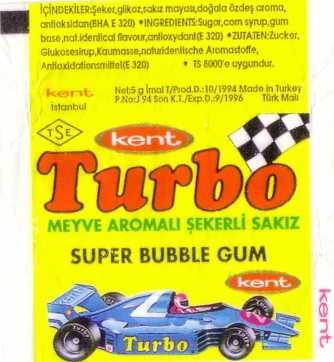 İÇİNDEKİLER:Şeker,glikoz,sakız mayası,doğala özdeş aroma,
antioksidan(BHA E 320) •INGREDIENTS:Sugar,corn syrup,gum
base,nat.identical flavour,antioxydant(E 320) •ZUTATEN:Zucker,
Glukosesirup,Kaumasse,naturidenlische Aromastoffe,
Antioxidationsmittel(E 320) • TS 8000'e uygundur.
kent
İstanbul
Net:5 g İmal T/Prod.D.:10/1994 Made in Turkey
P.No:J 94 Son K.T./Exp.D.:9/1996 Türk Malı
TSE
kent
Turbo
MEYVE AROMALI ŞEKERLİ SAKIZ
SUPER BUBBLE GUM
kent
Turbo
kent